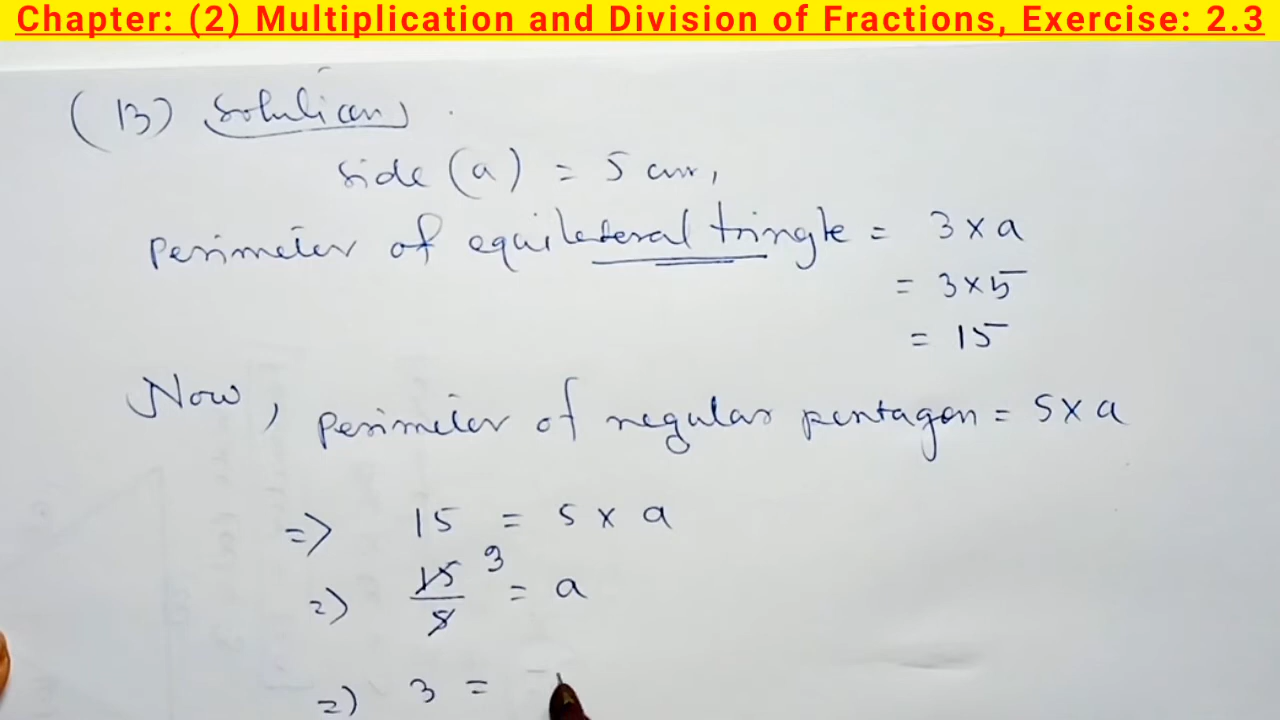 Chapter: (2) Multiplication and Division of Fractions, Exercise: 2.3
(13) Solution,
side (a) = 5 cm,
Perimeter of equilateral tringle = 3 × a
= 3 × 5
= 15
Now, perimeter of regular pentagon = 5 × a
=> 15 = 5 × a
=> 15/5 3 = a
=> 3 =